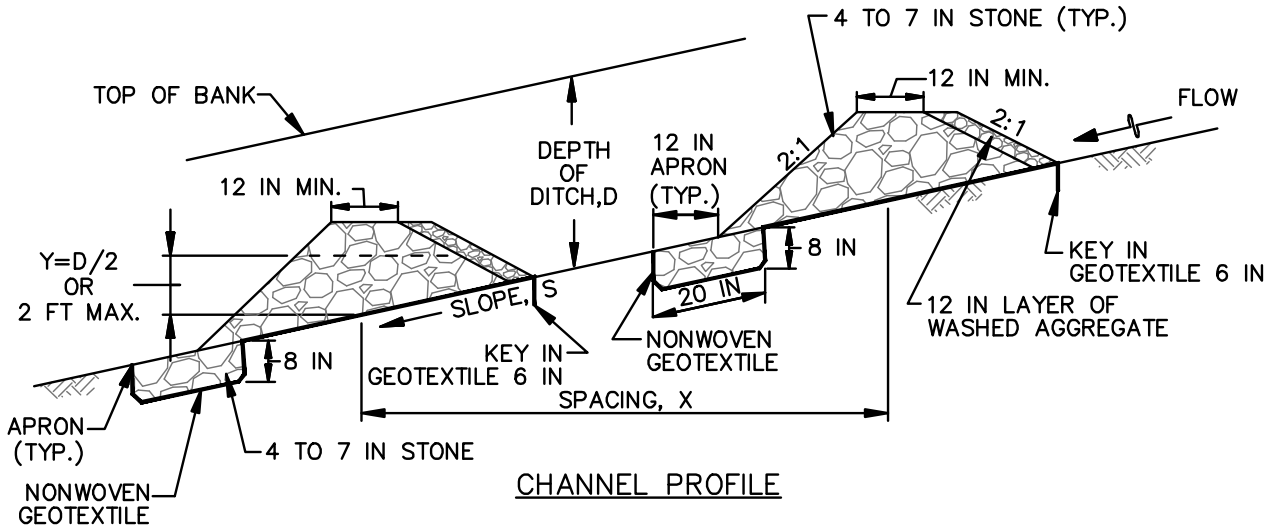 4 TO 7 IN STONE (TYP.)
12 IN MIN.
FLOW
TOP OF BANK
2:1
2:1
DEPTH
OF
DITCH,D
12 IN
APRON
(TYP.)
12 IN MIN.
8 IN
KEY IN
GEOTEXTILE 6 IN
Y=D/2
OR
2 FT MAX.
SLOPE, S
20 IN
12 IN LAYER OF
WASHED AGGREGATE
NONWOVEN
GEOTEXTILE
KEY IN
GEOTEXTILE 6 IN
8 IN
SPACING, X
APRON
(TYP.)
4 TO 7 IN STONE
NONWOVEN
GEOTEXTILE
CHANNEL PROFILE